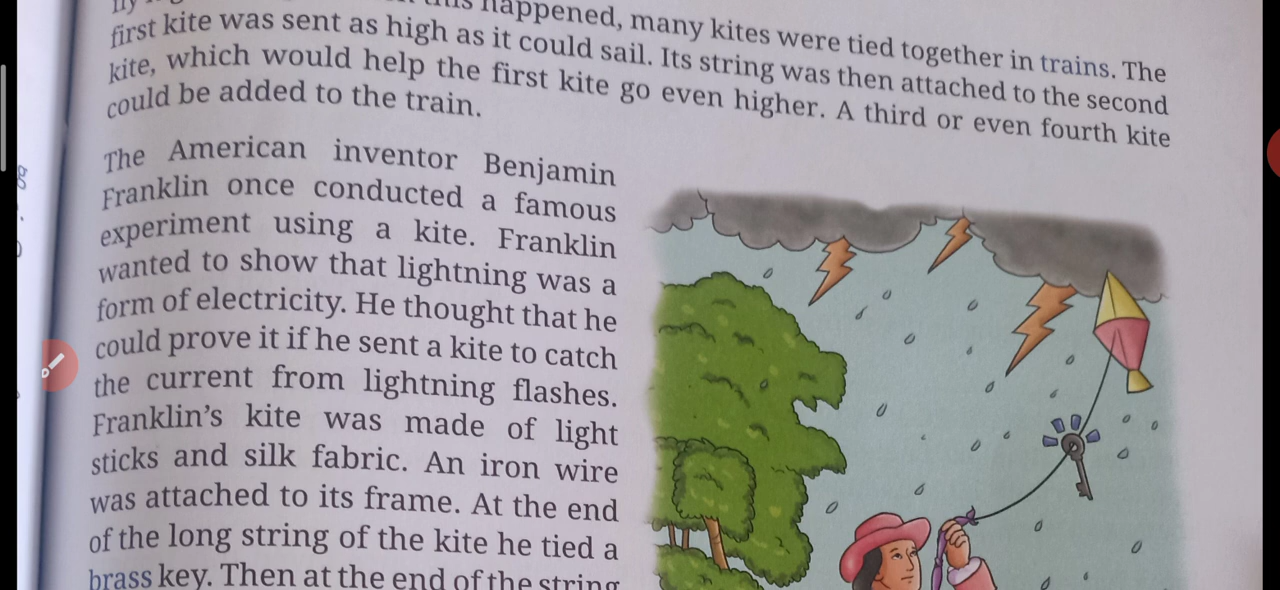 happened, many kites were tied together in trains. The
first kite was sent as high as it could sail. Its string was then attached to the second
kite, which would help the first kite go even higher. A third or even fourth kite
could be added to the train.
The American inventor Benjamin
Franklin once conducted a famous
experiment using a kite. Franklin
wanted to show that lightning was a
form of electricity. He thought that he
could prove it if he sent a kite to catch
the current from lightning flashes.
Franklin's kite was made of light
sticks and silk fabric. An iron wire
was attached to its frame. At the end
of the long string of the kite he tied a
brass key. Then at the end of the string